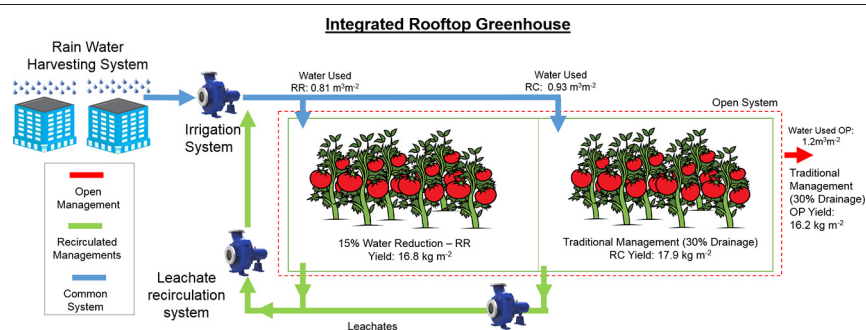 Integrated Rooftop Greenhouse
Rain Water
Harvesting System
Water Used
RR: 0.81 m³m⁻²
Water Used
RC: 0.93 m³m⁻²
Open System
Irrigation
System
Water Used OP:
1.2m³m⁻²
Traditional
Management
(30% Drainage)
OP Yield:
16.2 kg m⁻²
Open
Management
Recirculated
Managements
Common
System
15% Water Reduction – RR
Yield: 16.8 kg m⁻²
Traditional Management (30% Drainage)
RC Yield: 17.9 kg m⁻²
Leachate
recirculation
system
Leachates